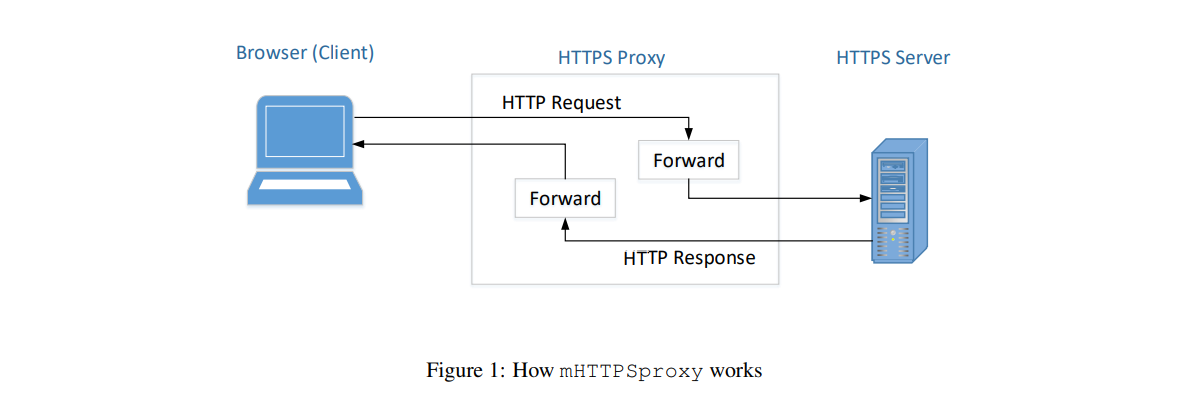 Browser (Client)
HTTPS Proxy
HTTPS Server
HTTP Request
Forward
Forward
HTTP Response
Figure 1: How mHTTPSproxy works